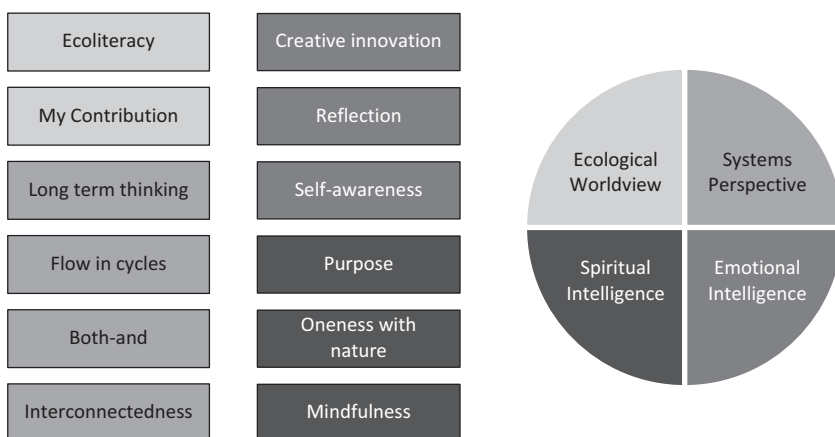 Ecoliteracy
My Contribution
Long term thinking
Flow in cycles
Both-and
Interconnectedness
Creative innovation
Reflection
Self-awareness
Purpose
Oneness with
nature
Mindfulness
Ecological
Worldview
Systems
Perspective
Spiritual
Intelligence
Emotional
Intelligence